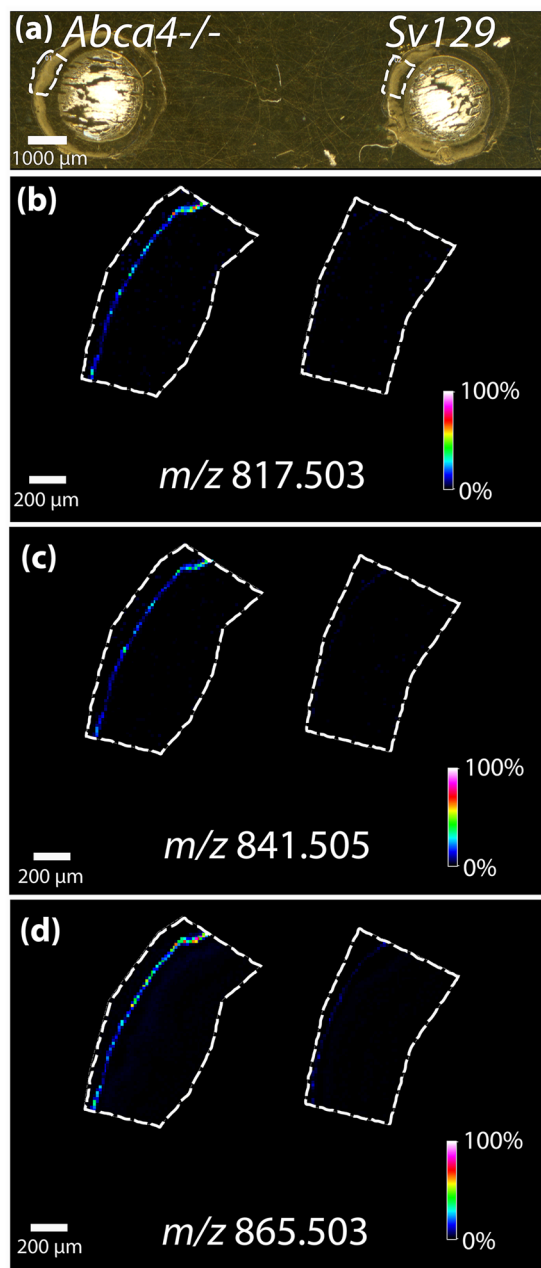 (a) Abca4-/- Sv129
1000 µm
(b)
100%
0%
m/z 817.503
200 µm
(c)
100%
0%
m/z 841.505
200 µm
(d)
100%
0%
m/z 865.503
200 µm